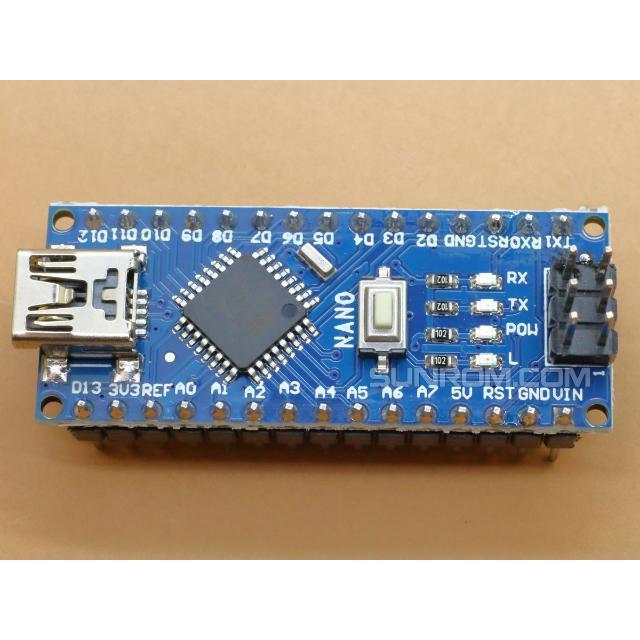 D12 D11 D10 D9 D8 D7 D6 D5 D4 D3 D2 GND RST RX0 TX1
RX
102
TX
102
NANO
POW
102
L
102
SUNROM.COM
1
D13 3V3 REF A0 A1 A2 A3 A4 A5 A6 A7 5V RST GND VIN